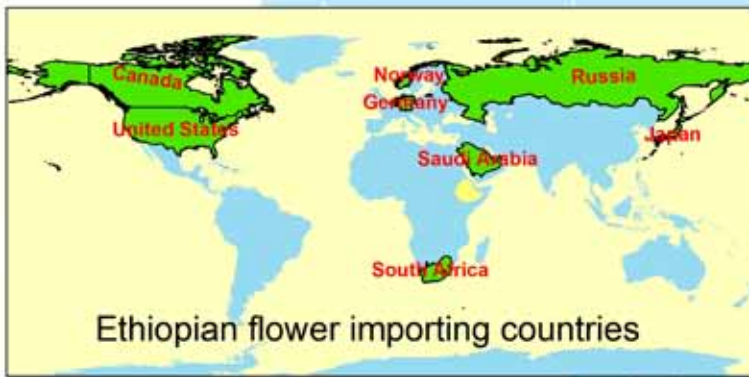 Canada
Norway
Russia
Germany
United States
Japan
Saudi Arabia
South Africa
Ethiopian flower importing countries